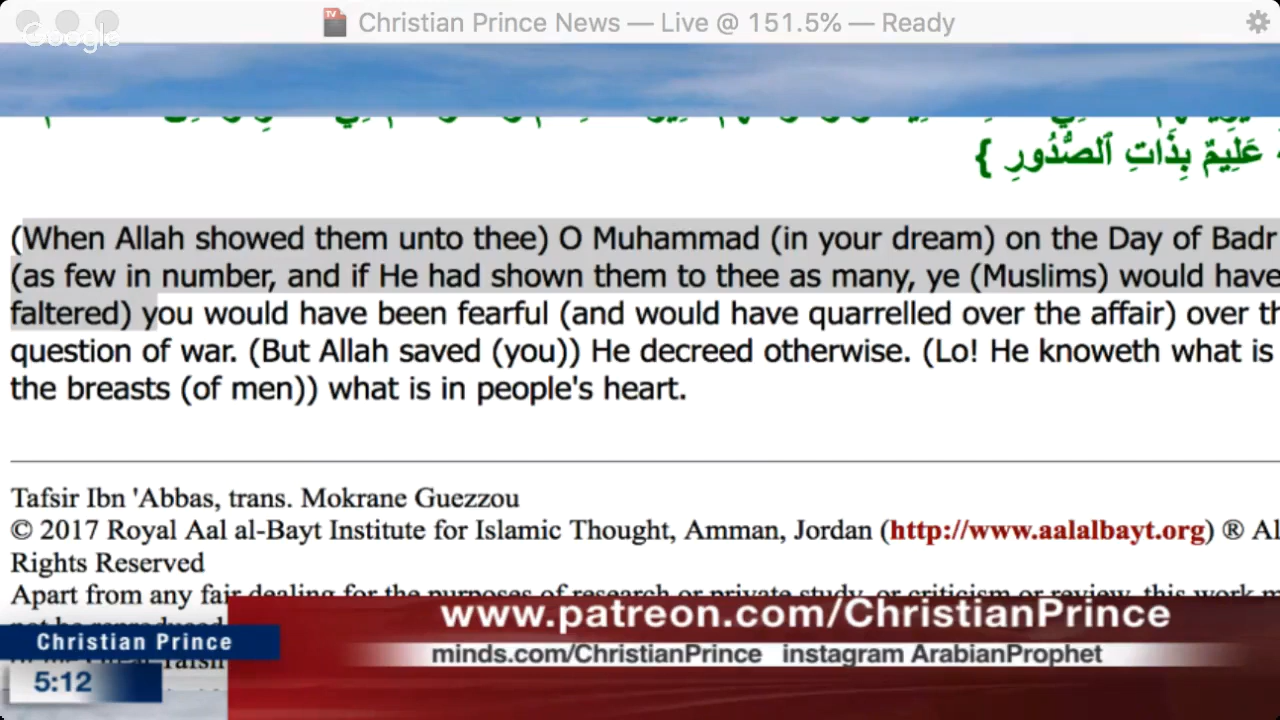 Google
Christian Prince News — Live @ 151.5% — Ready
عَلِيمٌ بِذَاتِ ٱلصُّدُورِ }
(When Allah showed them unto thee) O Muhammad (in your dream) on the Day of Badr
(as few in number, and if He had shown them to thee as many, ye (Muslims) would have
faltered) you would have been fearful (and would have quarrelled over the affair) over
question of war. (But Allah saved (you)) He decreed otherwise. (Lo! He knoweth what is
the breasts (of men)) what is in people's heart.
Tafsir Ibn 'Abbas, trans. Mokrane Guezzou
© 2017 Royal Aal al-Bayt Institute for Islamic Thought, Amman, Jordan (http://www.aalalbayt.org) ®
Rights Reserved
Apart from any fair dealing for the purposes of research or private study, or criticism or review, this work
www.patreon.com/ChristianPrince
Christian Prince
minds.com/ChristianPrince instagram ArabianProphet
5:12